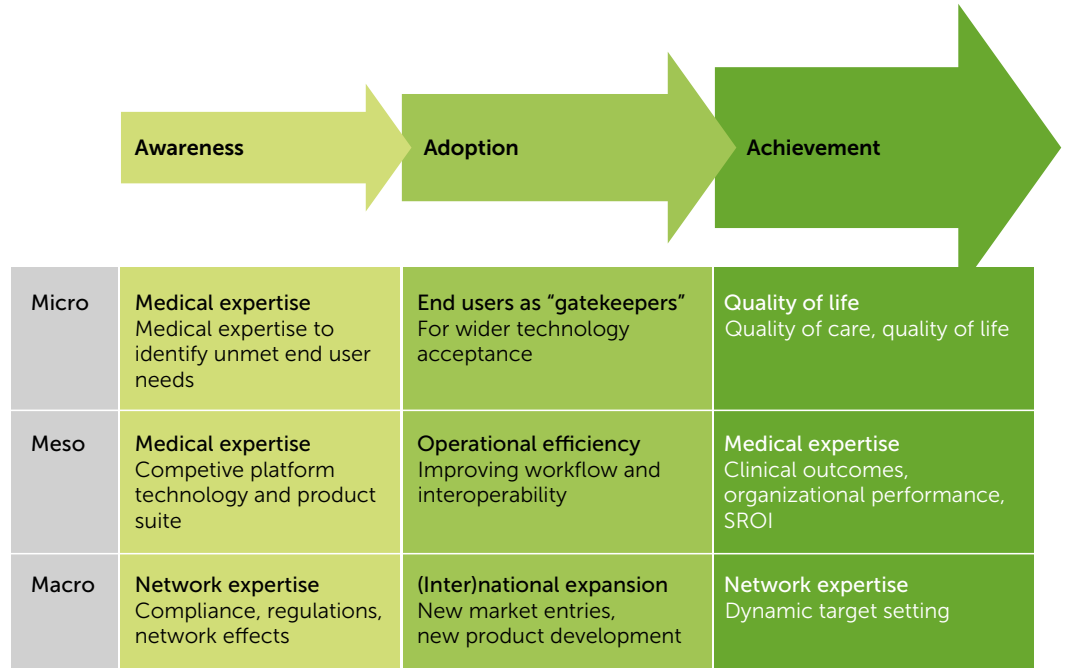 Awareness
Adoption
Achievement
Micro
Medical expertise
Medical expertise to
identify unmet end user
needs
End users as “gatekeepers”
For wider technology
acceptance
Quality of life
Quality of care, quality of life
Meso
Medical expertise
Competive platform
technology and product
suite
Operational efficiency
Improving workflow and
interoperability
Medical expertise
Clinical outcomes,
organizational performance,
SROI
Macro
Network expertise
Compliance, regulations,
network effects
(Inter)national expansion
New market entries,
new product development
Network expertise
Dynamic target setting